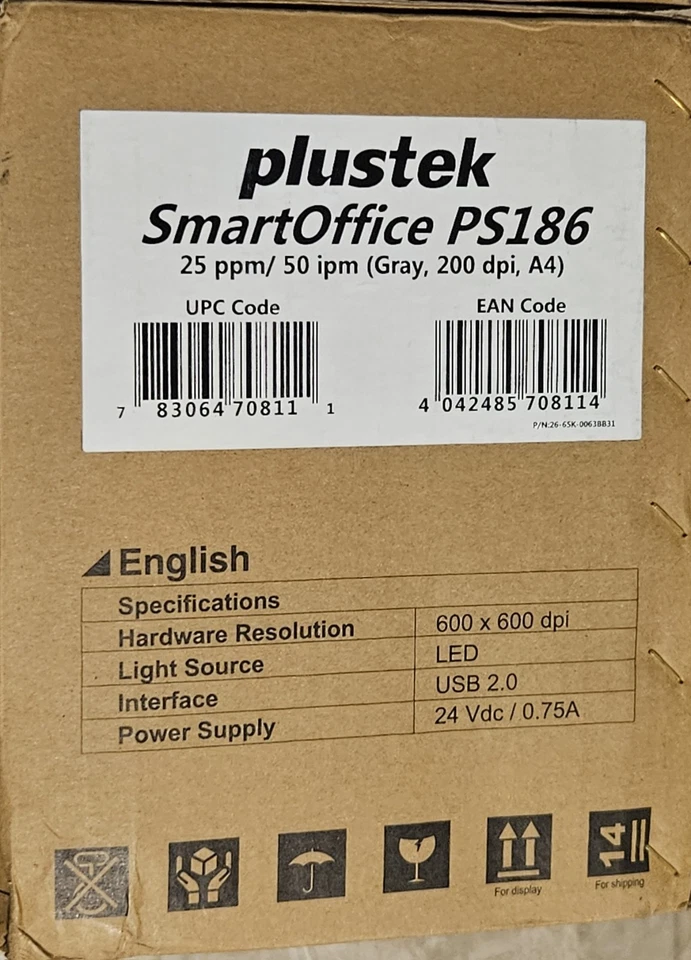 plustek
SmartOffice PS186
25 ppm/ 50 ipm (Gray, 200 dpi, A4)
UPC Code
7 83064 70811 1
EAN Code
4 042485 708114
P/N:26-65K-0063BB31
English
Specifications
Hardware Resolution 600 x 600 dpi
Light Source LED
Interface USB 2.0
Power Supply 24 Vdc / 0.75A
For display
14
For shipping